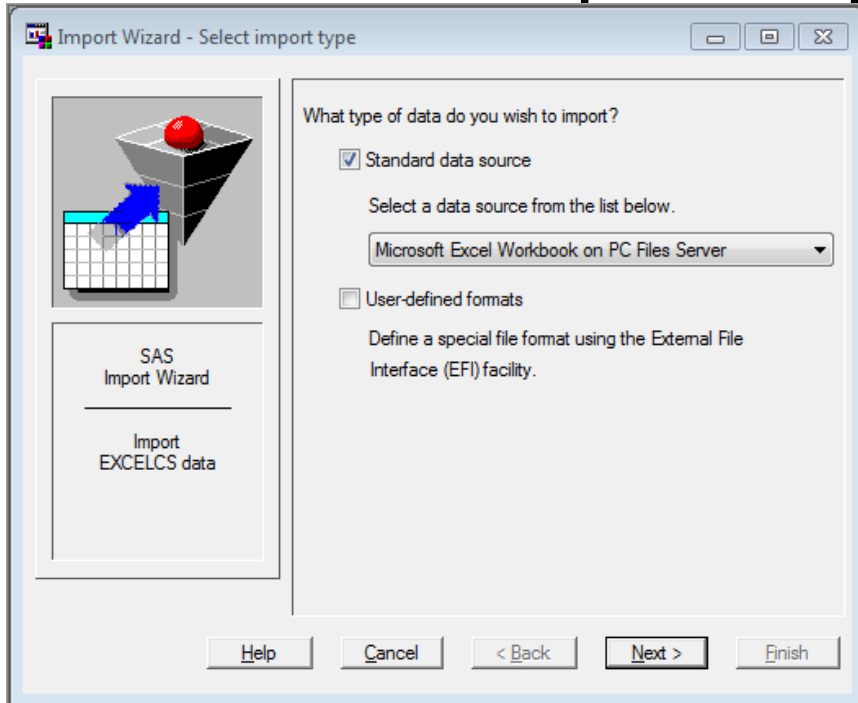 Import Wizard - Select import type
What type of data do you wish to import?
Standard data source
Select a data source from the list below.
Microsoft Excel Workbook on PC Files Server
User-defined formats
Define a special file format using the External File
Interface (EFI) facility.
SAS
Import Wizard
Import
EXCELCS data
Help
Cancel
< Back
Next >
Finish